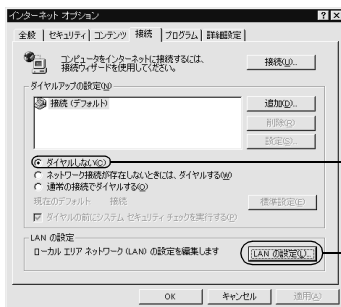 インターネット オプション
全般 セキュリティ コンテンツ 接続 プログラム 詳細設定
コンピュータをインターネットに接続するには、
接続ウィザードを使用してください。
接続(U)...
ダイヤルアップの設定(N)
接続 (デフォルト)
追加(D)...
削除(R)
設定(S)...
ダイヤルしない(C)
ネットワーク接続が存在しないときには、ダイヤルする(W)
通常の接続でダイヤルする(O)
現在のデフォルト 接続
標準設定(E)
ダイヤルの前にシステム セキュリティ チェックを実行する(P)
LAN の設定
ローカル エリア ネットワーク (LAN) の設定を編集します
LAN の設定(L)...
OK キャンセル 適用(A)